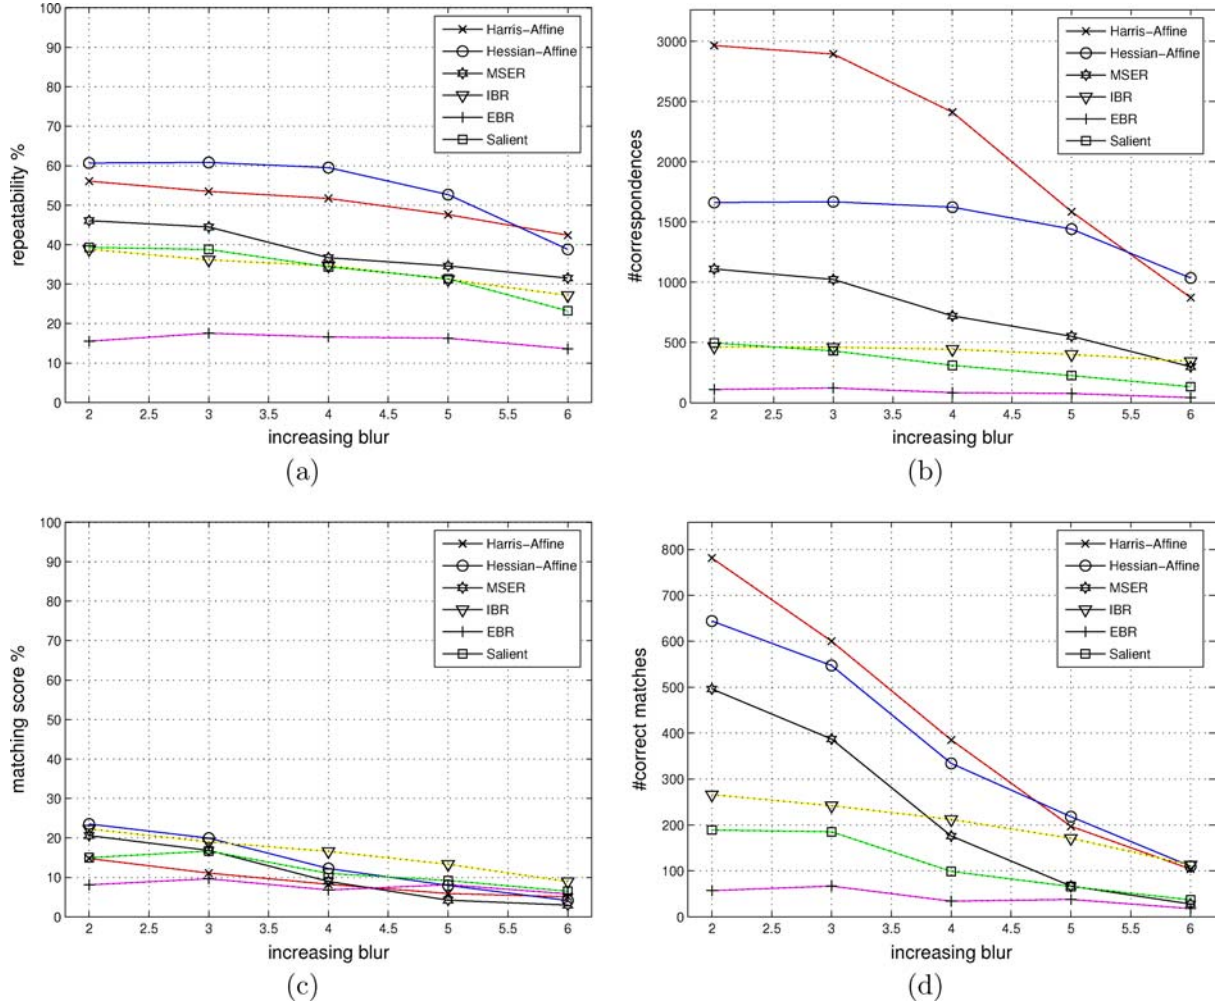 100
90
80
70
60
50
40
30
20
10
0
repeatability %
2 2.5 3 3.5 4 4.5 5 5.5 6
increasing blur
Harris-Affine
Hessian-Affine
MSER
IBR
EBR
Salient
(a)
3000
2500
2000
1500
1000
500
0
#correspondences
2 2.5 3 3.5 4 4.5 5 5.5 6
increasing blur
Harris-Affine
Hessian-Affine
MSER
IBR
EBR
Salient
(b)
100
90
80
70
60
50
40
30
20
10
0
matching score %
2 2.5 3 3.5 4 4.5 5 5.5 6
increasing blur
Harris-Affine
Hessian-Affine
MSER
IBR
EBR
Salient
(c)
800
700
600
500
400
300
200
100
0
#correct matches
2 2.5 3 3.5 4 4.5 5 5.5 6
increasing blur
Harris-Affine
Hessian-Affine
MSER
IBR
EBR
Salient
(d)